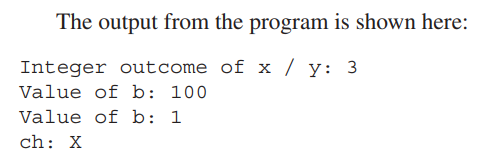 The output from the program is shown here:
Integer outcome of x / y: 3
Value of b: 100
Value of b: 1
ch: X